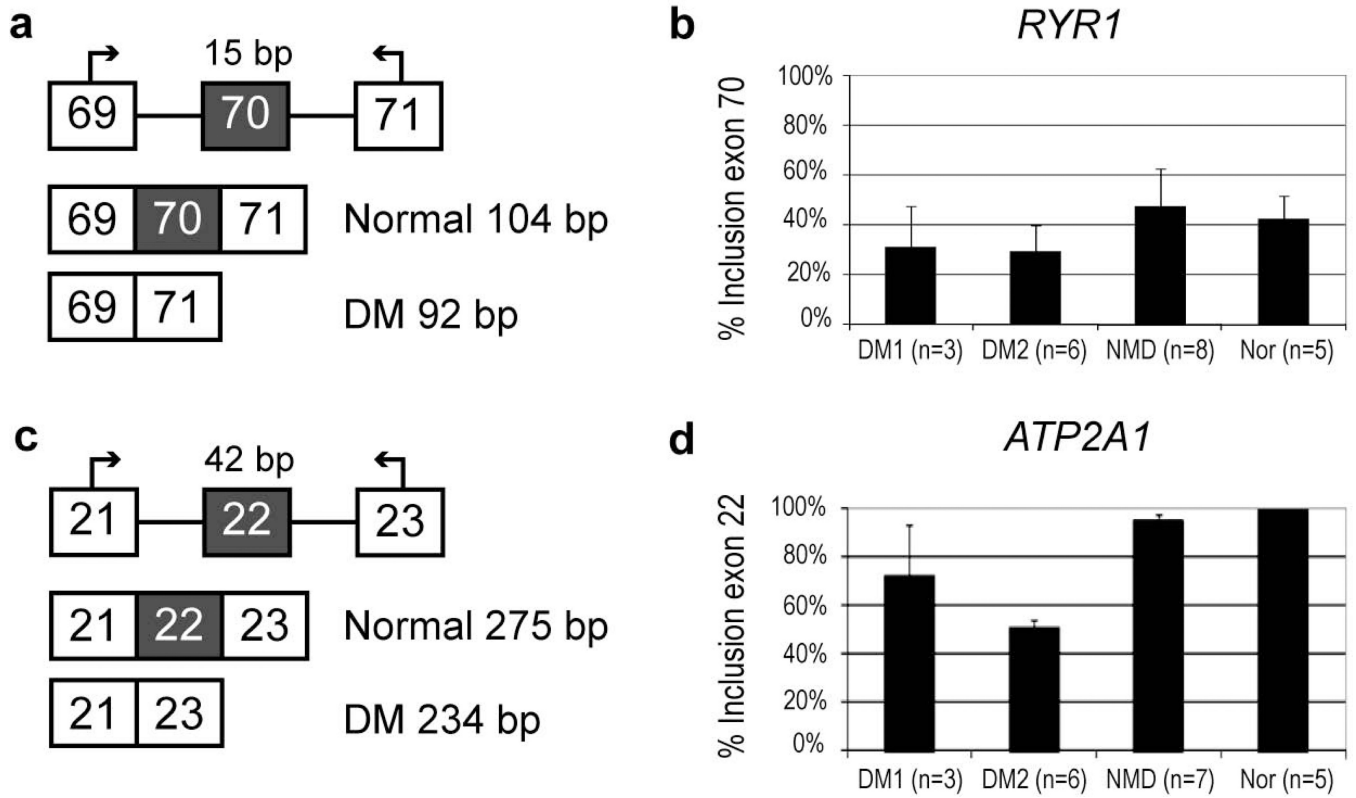 a
15 bp
69 70 71
69 70 71 Normal 104 bp
69 71 DM 92 bp
b
RYR1
% Inclusion exon 70
100%
80%
60%
40%
20%
0%
DM1 (n=3) DM2 (n=6) NMD (n=8) Nor (n=5)
c
42 bp
21 22 23
21 22 23 Normal 275 bp
21 23 DM 234 bp
d
ATP2A1
% Inclusion exon 22
100%
80%
60%
40%
20%
0%
DM1 (n=3) DM2 (n=6) NMD (n=7) Nor (n=5)